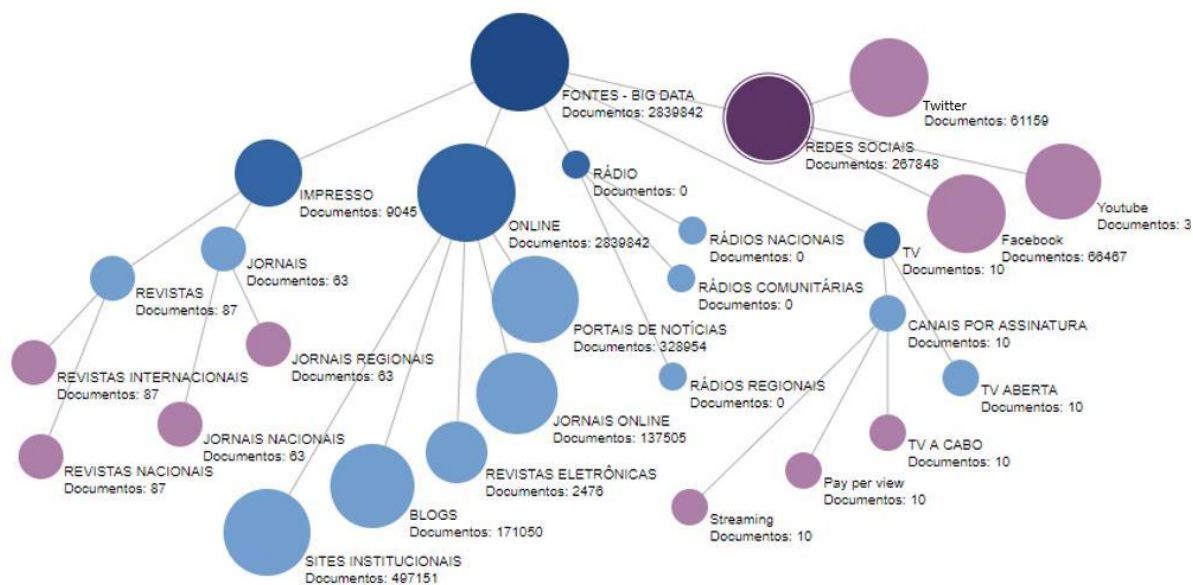 FONTES - BIG DATA
Documentos: 2839842
Twitter
Documentos: 61159
REDES SOCIAIS
Documentos: 267848
IMPRESSO
Documentos: 9045
ONLINE
Documentos: 2839842
RÁDIO
Documentos: 0
Youtube
Documentos: 3
Facebook
Documentos: 66467
RÁDIOS NACIONAIS
Documentos: 0
TV
Documentos: 10
JORNAIS
Documentos: 63
REVISTAS
Documentos: 87
RÁDIOS COMUNITÁRIAS
Documentos: 0
PORTAIS DE NOTÍCIAS
Documentos: 328954
CANAIS POR ASSINATURA
Documentos: 10
JORNAIS REGIONAIS
Documentos: 63
REVISTAS INTERNACIONAIS
Documentos: 87
RÁDIOS REGIONAIS
Documentos: 0
TV ABERTA
Documentos: 10
JORNAIS ONLINE
Documentos: 137505
JORNAIS NACIONAIS
Documentos: 63
TV A CABO
Documentos: 10
REVISTAS NACIONAIS
Documentos: 87
REVISTAS ELETRÔNICAS
Documentos: 2476
Pay per view
Documentos: 10
BLOGS
Documentos: 171050
Streaming
Documentos: 10
SITES INSTITUCIONAIS
Documentos: 497151